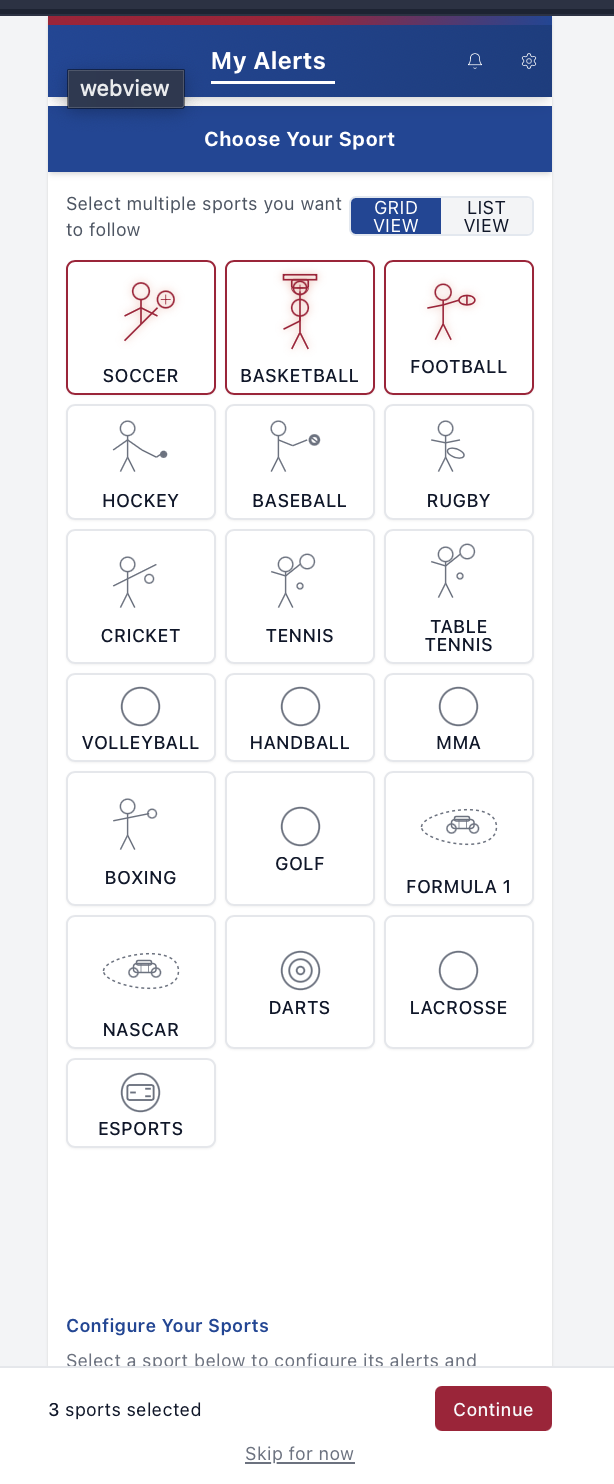 My Alerts
webview
Choose Your Sport
Select multiple sports you want
to follow
GRID
VIEW
LIST
VIEW
SOCCER
BASKETBALL
FOOTBALL
HOCKEY
BASEBALL
RUGBY
CRICKET
TENNIS
TABLE
TENNIS
VOLLEYBALL
HANDBALL
MMA
BOXING
GOLF
FORMULA 1
NASCAR
DARTS
LACROSSE
ESPORTS
Configure Your Sports
Select a sport below to configure its alerts and
3 sports selected
Continue
Skip for now